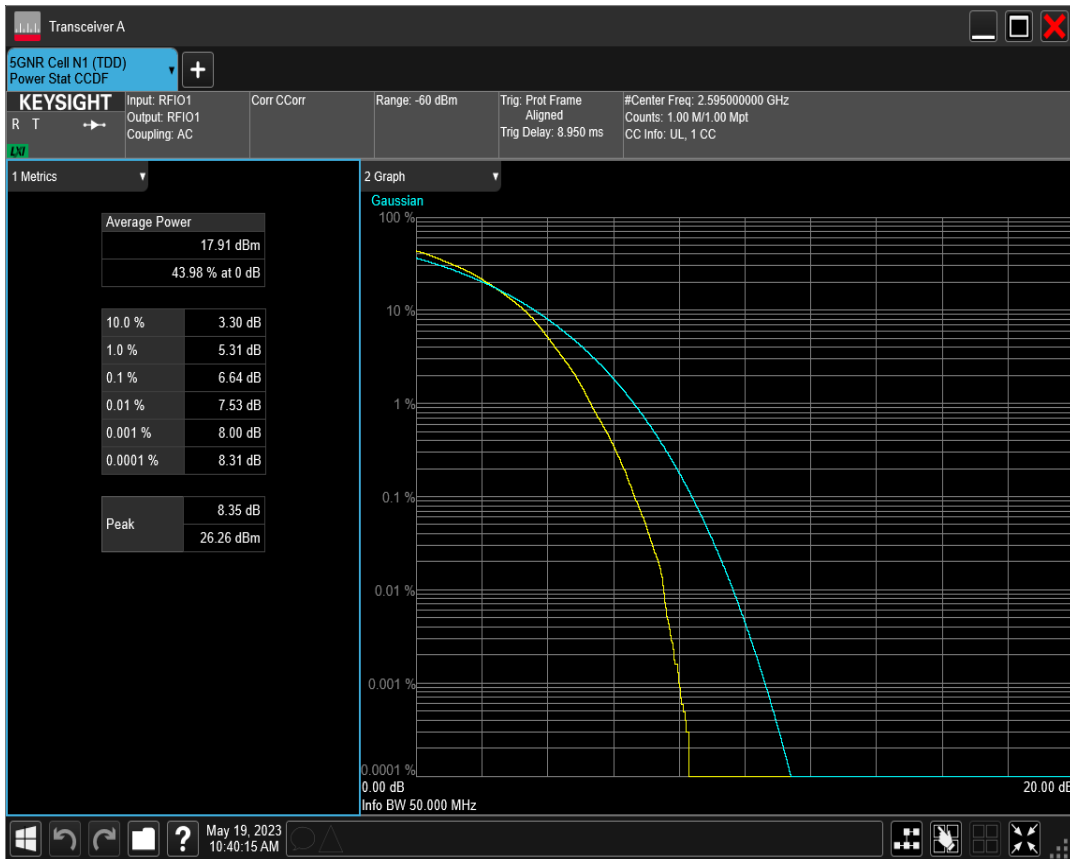 Transceiver A
5GNR Cell N1 (TDD)
Power Stat CCDF
+
KEYSIGHT
R T
LXI
Input: RFIO1
Output: RFIO1
Coupling: AC
Corr CCorr
Range: -60 dBm
Trig: Prot Frame
Aligned
Trig Delay: 8.950 ms
#Center Freq: 2.595000000 GHz
Counts: 1.00 M/1.00 Mpt
CC Info: UL, 1 CC
1 Metrics
Average Power
17.91 dBm
43.98 % at 0 dB
10.0 % 3.30 dB
1.0 % 5.31 dB
0.1 % 6.64 dB
0.01 % 7.53 dB
0.001 % 8.00 dB
0.0001 % 8.31 dB
Peak 8.35 dB
26.26 dBm
2 Graph
Gaussian
100 %
10 %
1 %
0.1 %
0.01 %
0.001 %
0.0001 %
0.00 dB 20.00 dB
Info BW 50.000 MHz
?
May 19, 2023
10:40:15 AM